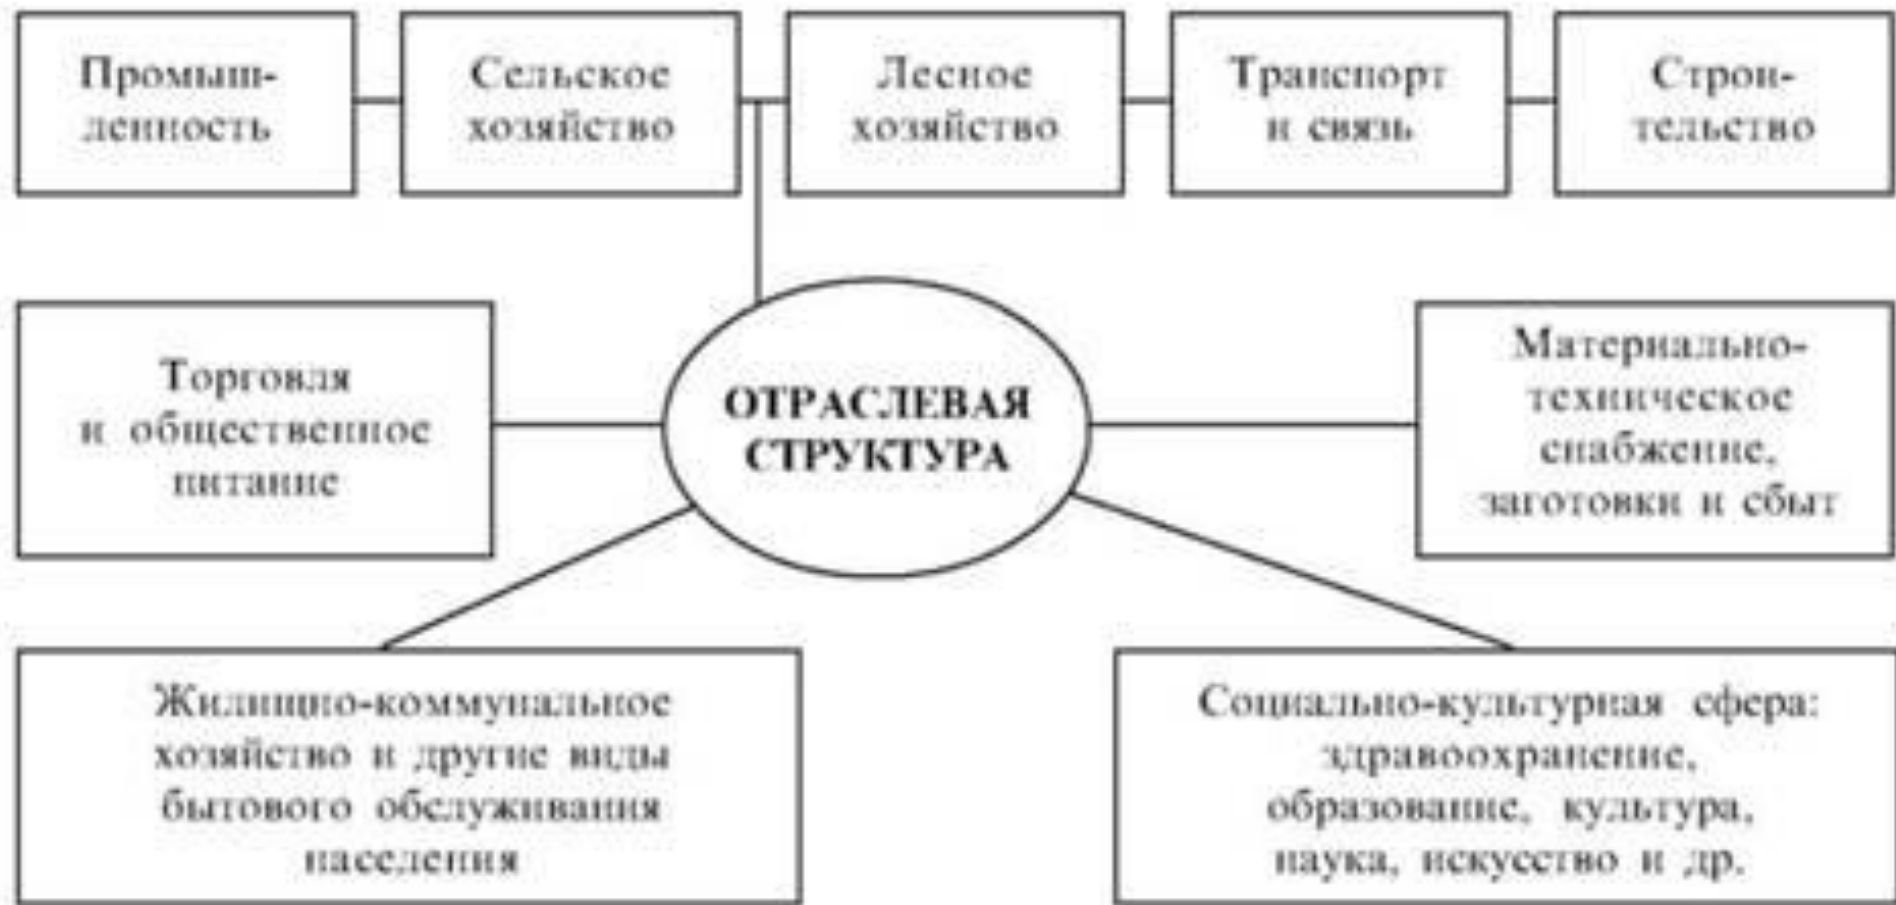 Промыш-
ленность
Сельское
хозяйство
Лесное
хозяйство
Транспорт
и связь
Строи-
тельство
Торговля
и общественное
питание
ОТРАСЛЕВАЯ
СТРУКТУРА
Материально-
техническое
снабжение,
заготовки и сбыт
Жилищно-коммунальное
хозяйство и другие виды
бытового обслуживания
населения
Социально-культурная сфера:
здравоохранение,
образование, культура,
наука, искусство и др.